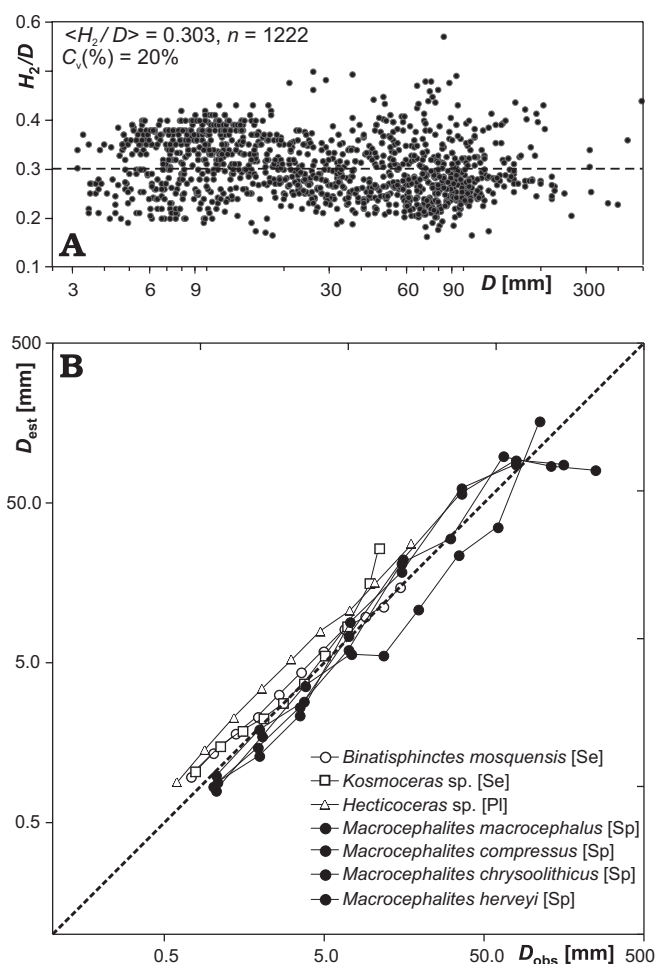 0.6
<H₂/D> = 0.303, n = 1222
Cᵥ(%) = 20%
H₂/D
0.4
0.3
0.2
0.1
A
3 6 9 30 60 90 D [mm] 300
500
B
Dest [mm]
50.0
5.0
0.5
Binatisphinctes mosquensis [Se]
Kosmoceras sp. [Se]
Hecticoceras sp. [Pl]
Macrocephalites macrocephalus [Sp]
Macrocephalites compressus [Sp]
Macrocephalites chrysoolithicus [Sp]
Macrocephalites herveyi [Sp]
0.5 5.0 50.0 Dobs [mm] 500